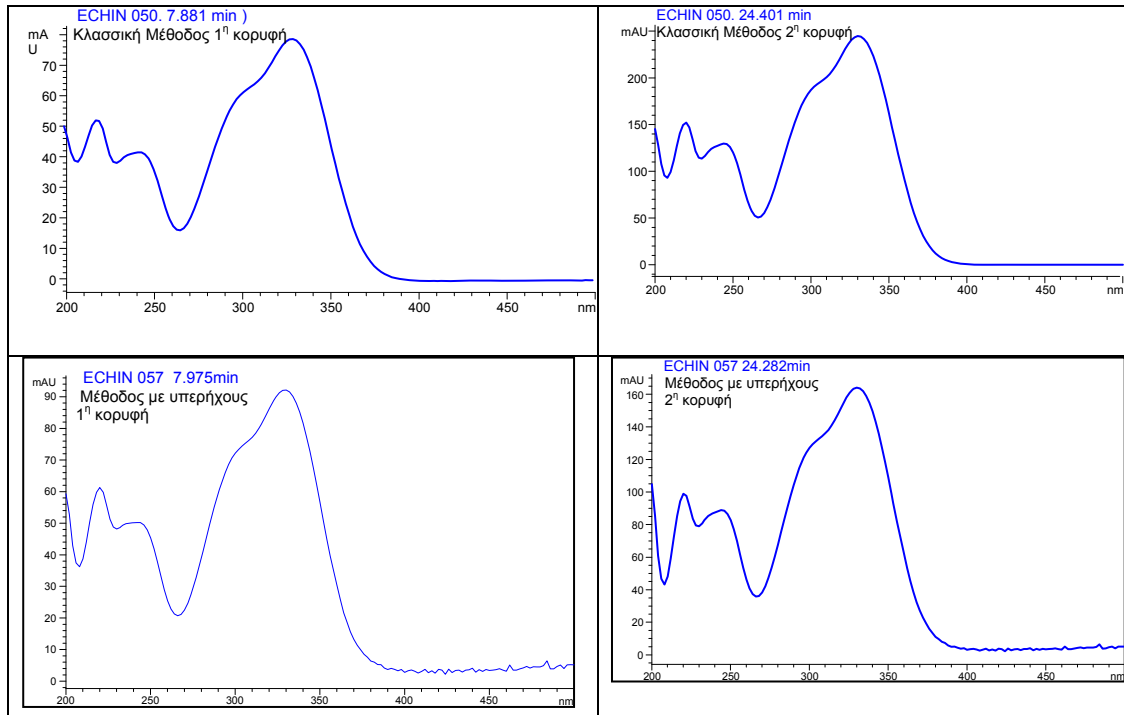 ECHIN 050. 7.881 min )
mA
U
Κλασσική Μέθοδος 1η κορυφή
70
60
50
40
30
20
10
0
200 250 300 350 400 450 nm
ECHIN 050. 24.401 min
mAU Κλασσική Μέθοδος 2η κορυφή
200
150
100
50
0
200 250 300 350 400 450 nm
ECHIN 057 7.975min
mAU
Μέθοδος με υπερήχους
1η κορυφή
90
80
70
60
50
40
30
20
10
0
200 250 300 350 400 450 nm
ECHIN 057 24.282min
mAU
Μέθοδος με υπερήχους
2η κορυφή
160
140
120
100
80
60
40
20
0
200 250 300 350 400 450 nm